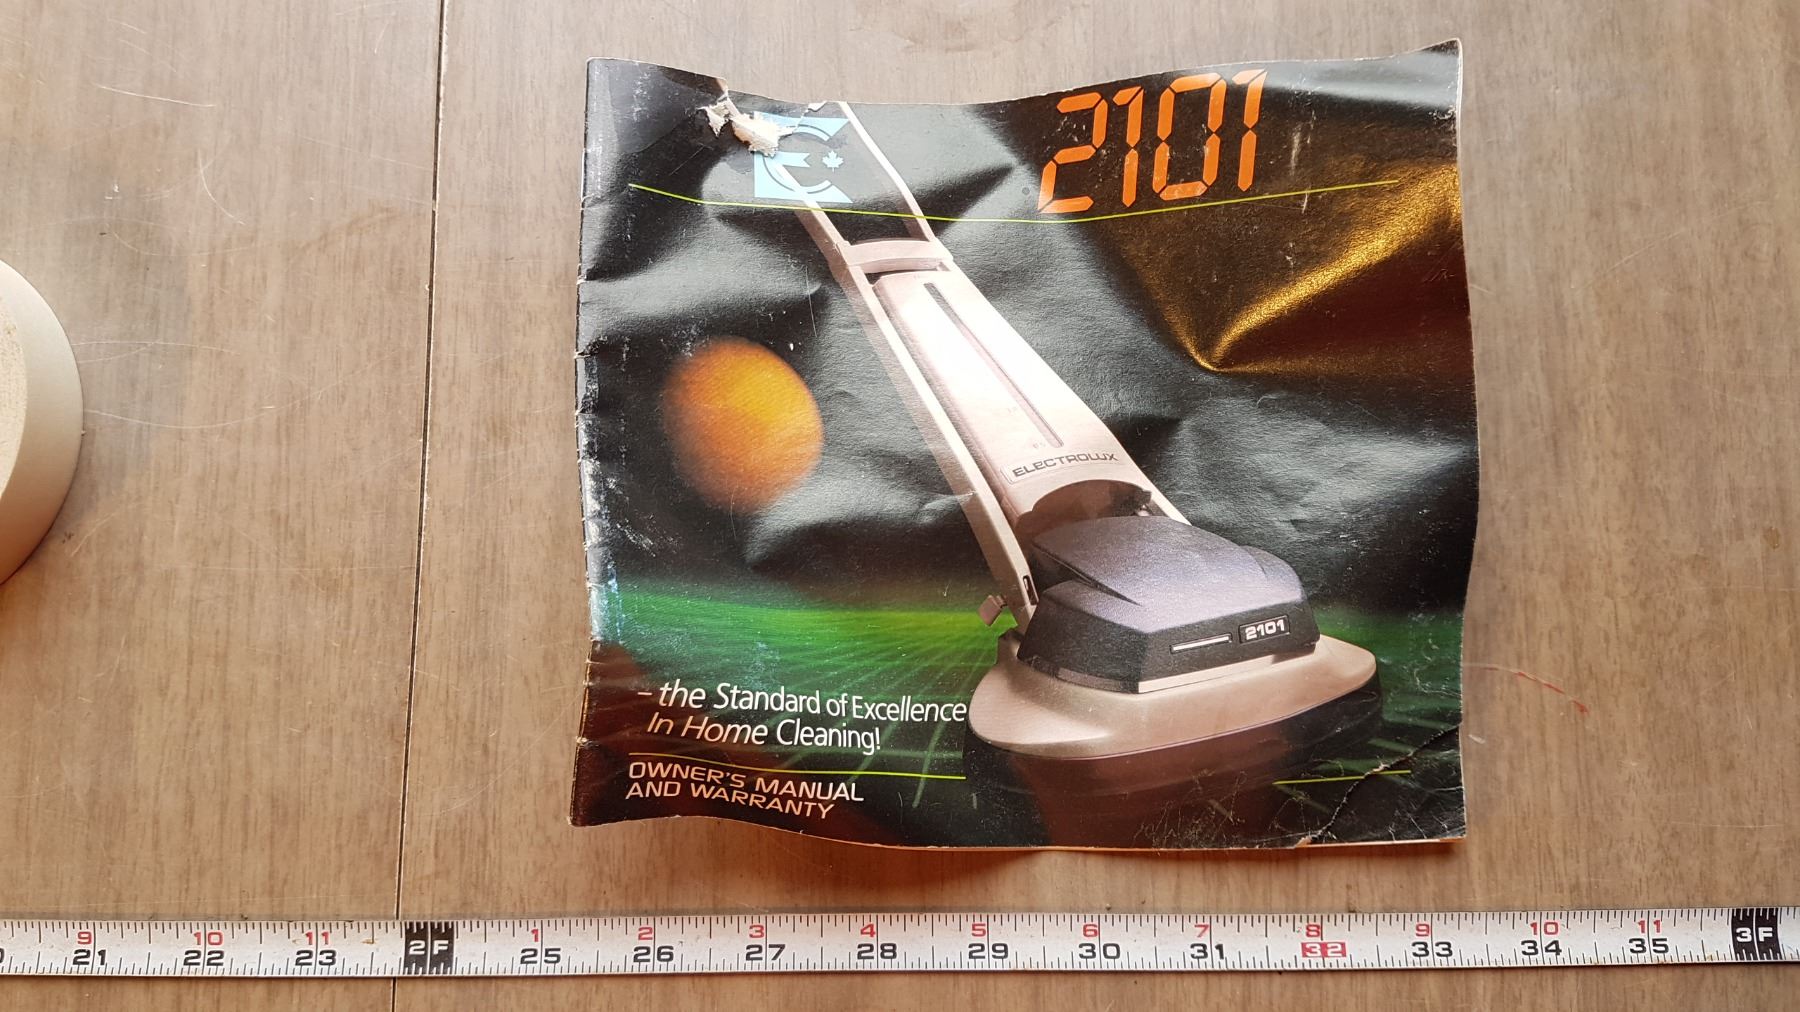 2101
E
ELECTROLUX
2101
– the Standard of Excellence
In Home Cleaning!
OWNER'S MANUAL
AND WARRANTY
9 10 11 1 2 3 4 5 6 7 8 9 10 11
21 22 23 2F 25 26 27 28 29 30 31 32 33 34 35 3F